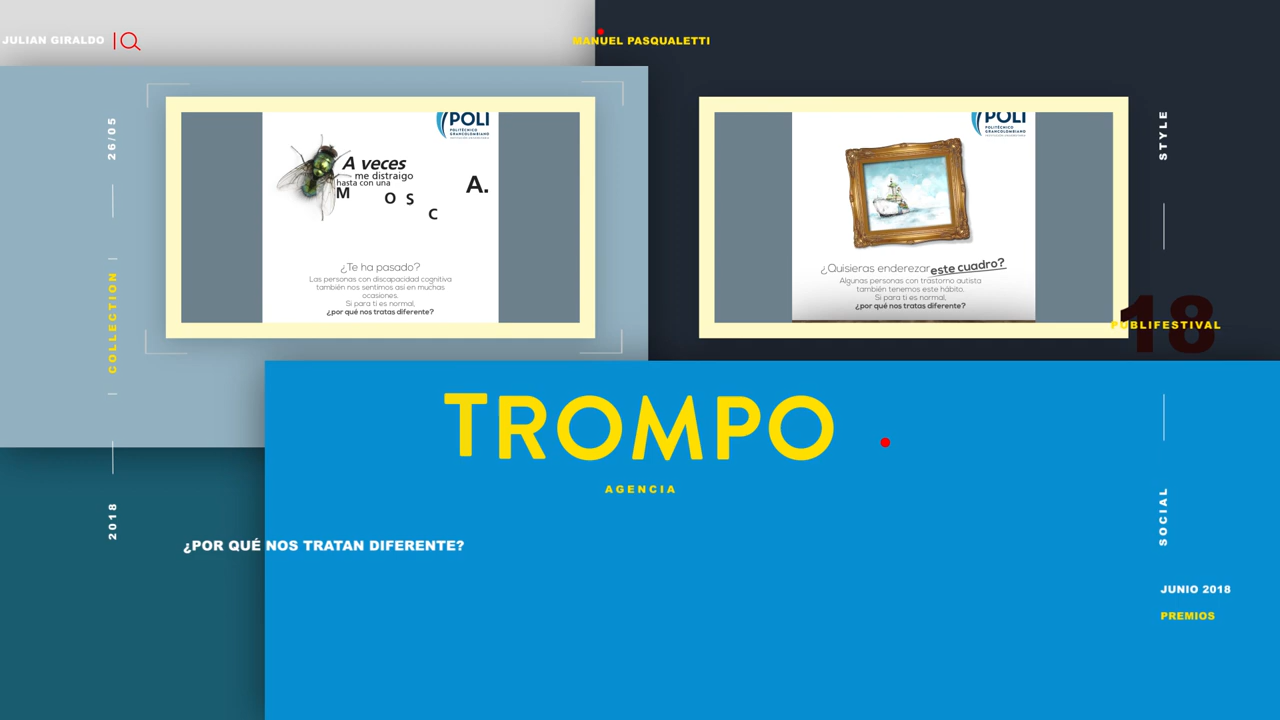 JULIAN GIRALDO
MANUEL PASQUALETTI
26/05
COLLECTION
2018
POLI
POLITÉCNICO
GRANCOLOMBIANO
A veces
me distraigo
hasta con una
M O S C A.
¿Te ha pasado?
Las personas con discapacidad cognitiva
también nos sentimos así en muchas
ocasiones.
Si para ti es normal,
¿por qué nos tratas diferente?
POLI
POLITÉCNICO
GRANCOLOMBIANO
¿Quisieras enderezar este cuadro?
Algunas personas con trastorno autista
también tenemos este hábito.
Si para ti es normal,
¿por qué nos tratas diferente?
STYLE
18
PUBLIFESTIVAL
TROMPO
AGENCIA
¿POR QUÉ NOS TRATAN DIFERENTE?
SOCIAL
JUNIO 2018
PREMIOS